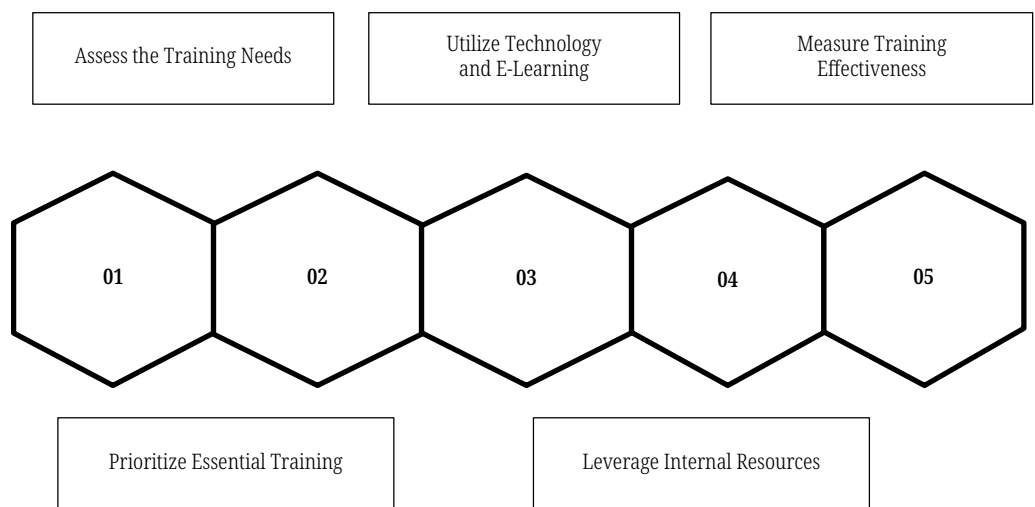 Assess the Training Needs
Utilize Technology
and E-Learning
Measure Training
Effectiveness
01
02
03
04
05
Prioritize Essential Training
Leverage Internal Resources